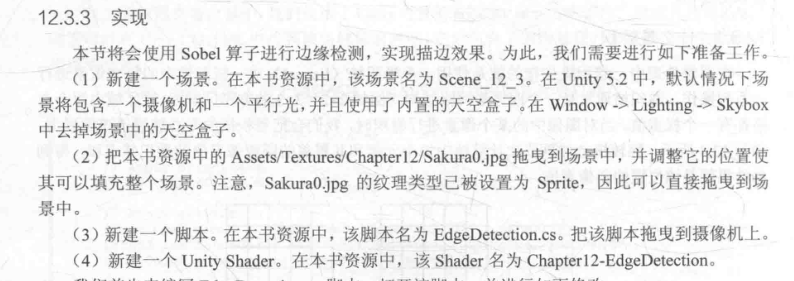 12.3.3 实现
本节将会使用 Sobel 算子进行边缘检测，实现描边效果。为此，我们需要进行如下准备工作。
（1）新建一个场景。在本书资源中，该场景名为 Scene_12_3。在 Unity 5.2 中，默认情况下场
景将包含一个摄像机和一个平行光，并且使用了内置的天空盒子。在 Window -> Lighting -> Skybox
中去掉场景中的天空盒子。
（2）把本书资源中的 Assets/Textures/Chapter12/Sakura0.jpg 拖曳到场景中，并调整它的位置使
其可以填充整个场景。注意，Sakura0.jpg 的纹理类型已被设置为 Sprite，因此可以直接拖曳到场
景中。
（3）新建一个脚本。在本书资源中，该脚本名为 EdgeDetection.cs。把该脚本拖曳到摄像机上。
（4）新建一个 Unity Shader。在本书资源中，该 Shader 名为 Chapter12-EdgeDetection。